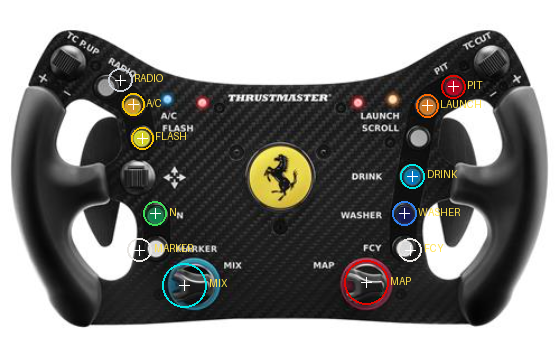 TC P.UP
TC CUT
RADIO
RADIO
PIT
PIT
A/C
THRUSTMASTER
LAUNCH
A/C
LAUNCH
FLASH
SCROLL
FLASH
DRINK
DRINK
N
N
WASHER
WASHER
MARKER
MARKER
FCY
FCY
MIX
MAP
MIX
MAP